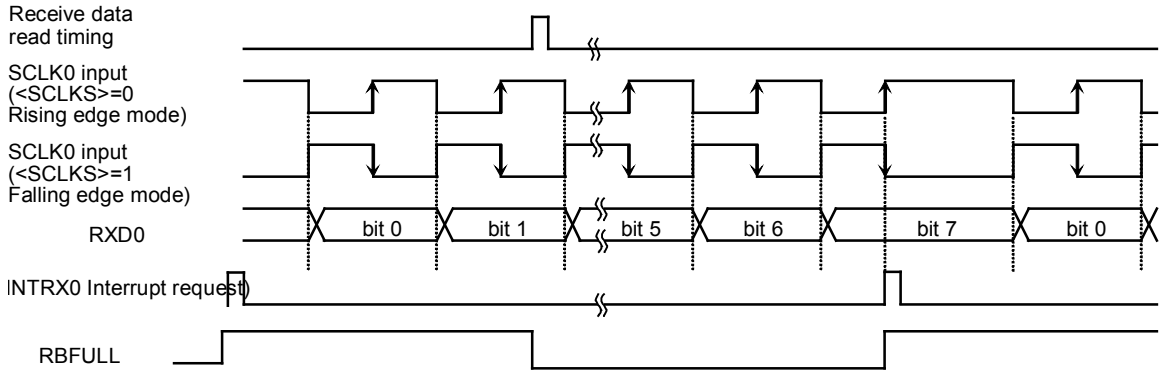 Receive data
read timing
SCLK0 input
(<SCLKS>=0
Rising edge mode)
SCLK0 input
(<SCLKS>=1
Falling edge mode)
RXD0
bit 0 bit 1 bit 5 bit 6 bit 7 bit 0
INTRX0 Interrupt request)
RBFULL